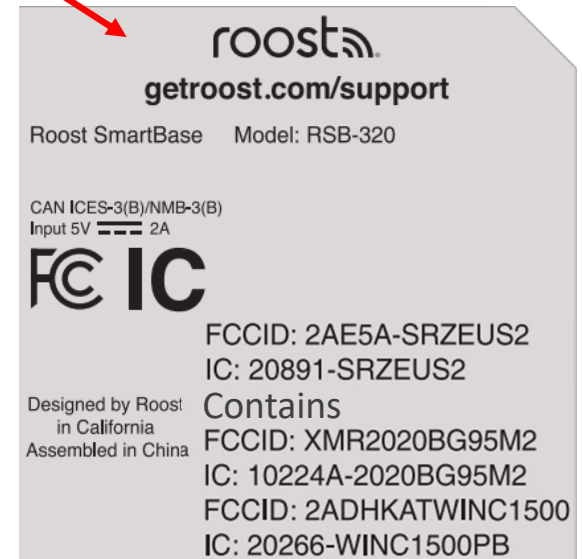 roost
getroost.com/support
Roost SmartBase Model: RSB-320
CAN ICES-3(B)/NMB-3(B)
Input 5V 2A
FC IC
FCCID: 2AE5A-SRZEUS2
IC: 20891-SRZEUS2
Contains
Designed by Roost
in California
Assembled in China
FCCID: XMR2020BG95M2
IC: 10224A-2020BG95M2
FCCID: 2ADHKATWINC1500
IC: 20266-WINC1500PB